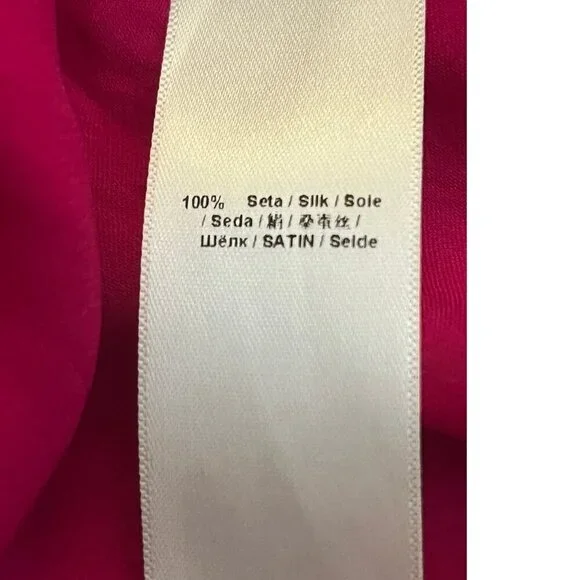 100% Seta / Silk / Soie
/ Seda / 絹 / 桑蚕丝 /
Шёлк / SATIN / Seide